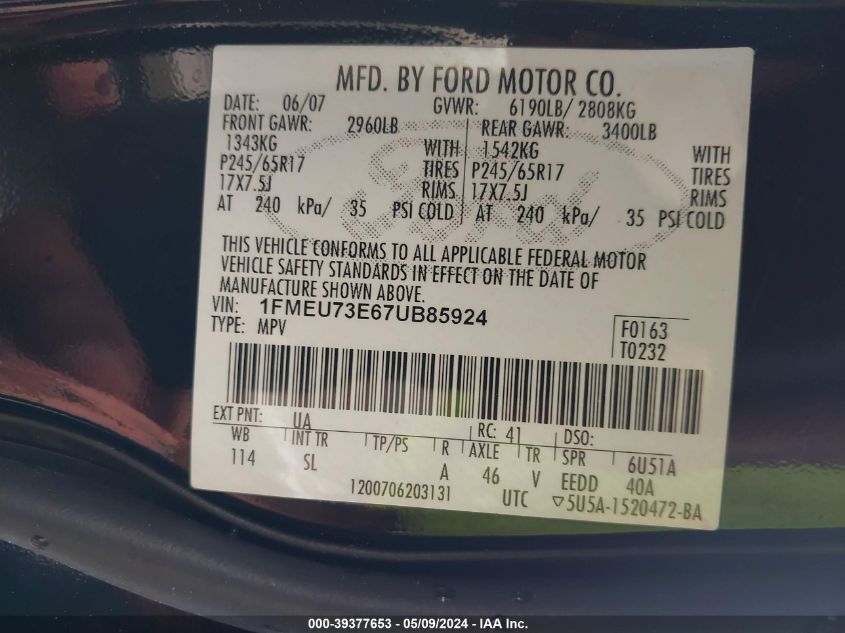 MFD. BY FORD MOTOR CO.
DATE: 06/07 GVWR: 6190LB/ 2808KG
FRONT GAWR: 2960LB REAR GAWR: 3400LB
1343KG WITH 1542KG WITH
P245/65R17 TIRES P245/65R17 TIRES
17X7.5J RIMS 17X7.5J RIMS
AT 240 kPa/ 35 PSI COLD AT 240 kPa/ 35 PSI COLD
Ford
THIS VEHICLE CONFORMS TO ALL APPLICABLE FEDERAL MOTOR
VEHICLE SAFETY STANDARDS IN EFFECT ON THE DATE OF
MANUFACTURE SHOWN ABOVE.
VIN: 1FMEU73E67UB85924
TYPE: MPV
F0163
T0232
EXT PNT: UA RC: 41 DSO:
WB INT TR TP/PS R AXLE TR SPR 6U51A
114 SL A 46 V EEDD 40A
1200706203131 UTC ▽5U5A-1520472-BA
000-39377653 - 05/09/2024 - IAA Inc.